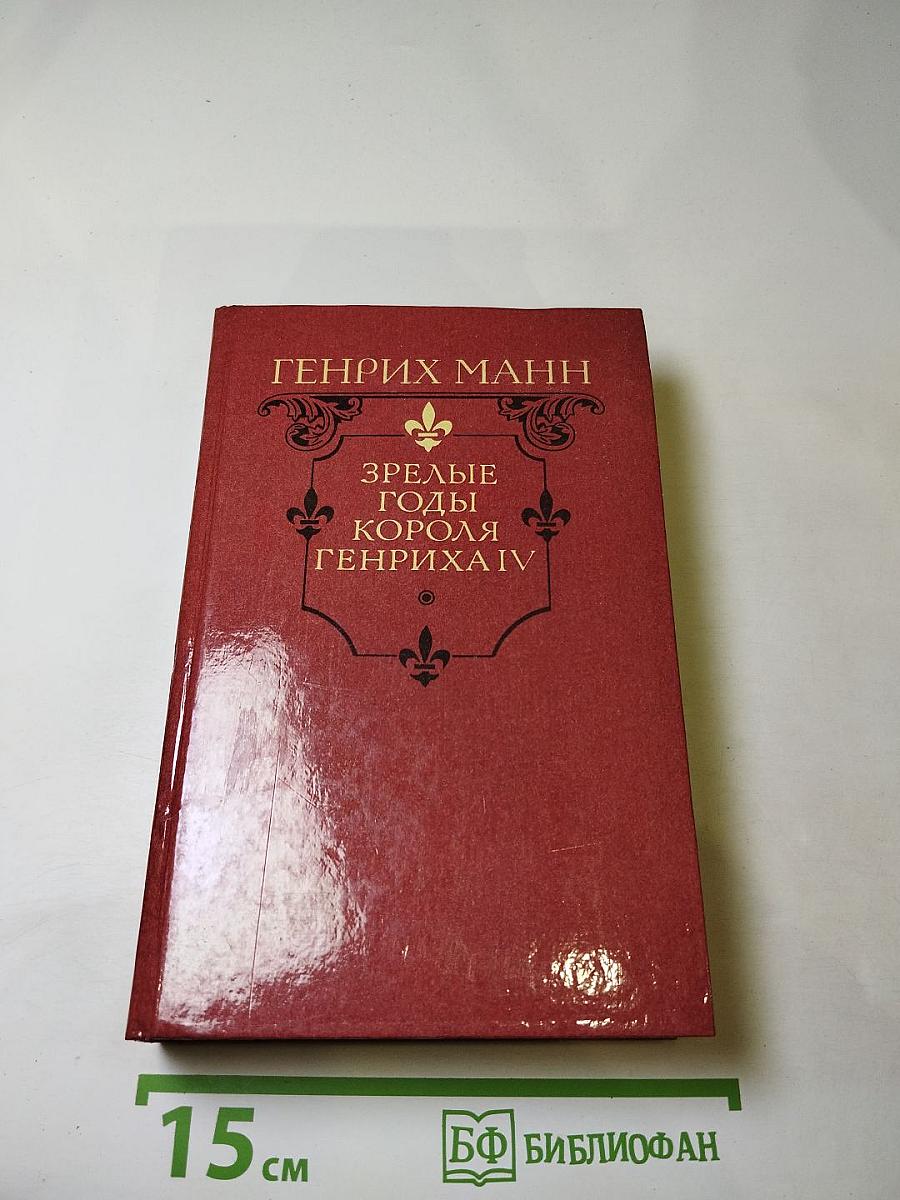 ГЕНРИХ МАНН
ЗРЕЛЫЕ
ГОДЫ
КОРОЛЯ
ГЕНРИХА IV
15 см
БФ БИБЛИОФАН